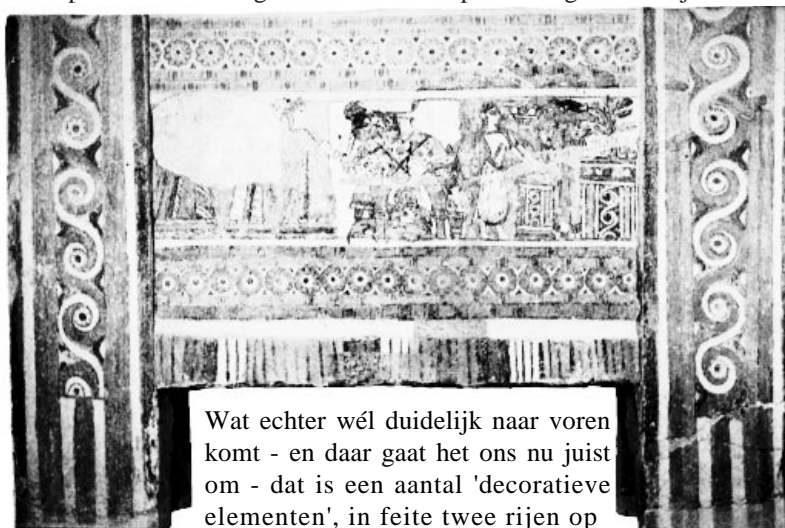 Wat echter wél duidelijk naar voren
komt - en daar gaat het ons nu juist
om - dat is een aantal 'decoratieve
elementen', in feite twee rijen op